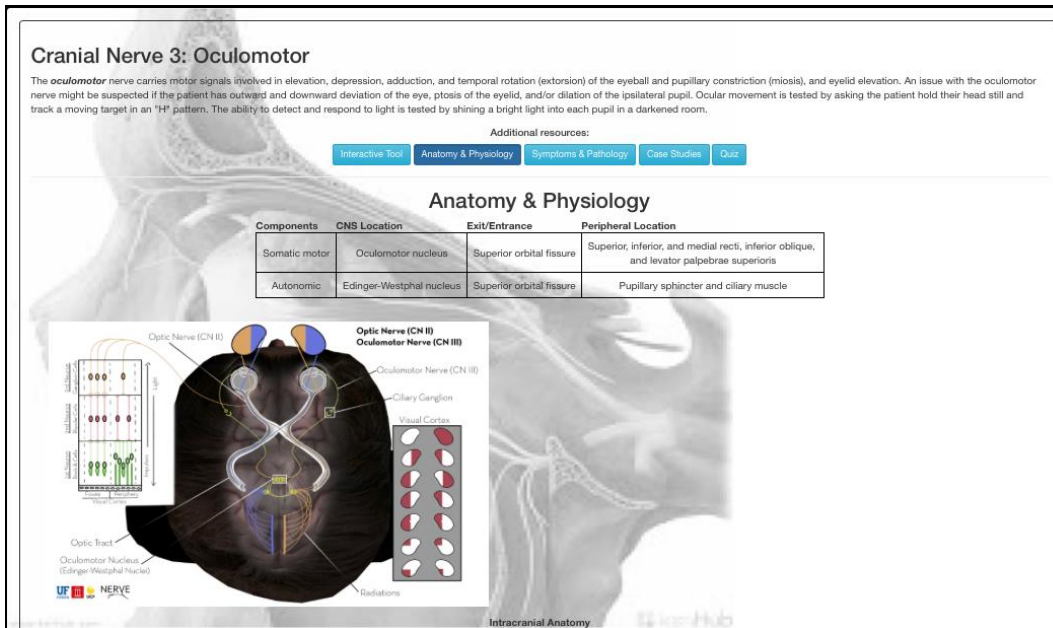 Cranial Nerve 3: Oculomotor
The oculomotor nerve carries motor signals involved in elevation, depression, adduction, and temporal rotation (extorsion) of the eyeball and pupillary constriction (miosis), and eyelid elevation. An issue with the oculomotor
nerve might be suspected if the patient has outward and downward deviation of the eye, ptosis of the eyelid, and/or dilation of the ipsilateral pupil. Ocular movement is tested by asking the patient hold their head still and
track a moving target in an "H" pattern. The ability to detect and respond to light is tested by shining a bright light into each pupil in a darkened room.
Additional resources:
Interactive Tool Anatomy & Physiology Symptoms & Pathology Case Studies Quiz
Anatomy & Physiology
Components CNS Location Exit/Entrance Peripheral Location
Somatic motor Oculomotor nucleus Superior orbital fissure Superior, inferior, and medial recti, inferior oblique,
and levator palpebrae superioris
Autonomic Edinger-Westphal nucleus Superior orbital fissure Pupillary sphincter and ciliary muscle
Optic Nerve (CN II)
Optic Nerve (CN II)
Oculomotor Nerve (CN III)
Oculomotor Nerve (CN III)
Ciliary Ganglion
Visual Cortex
Light
Impulses
Fovea Periphery
Visual Cortex
Optic Tract
Oculomotor Nucleus
(Edinger-Westphal Nuclei)
Radiations
UF NERVE
Intracranial Anatomy
KenHub